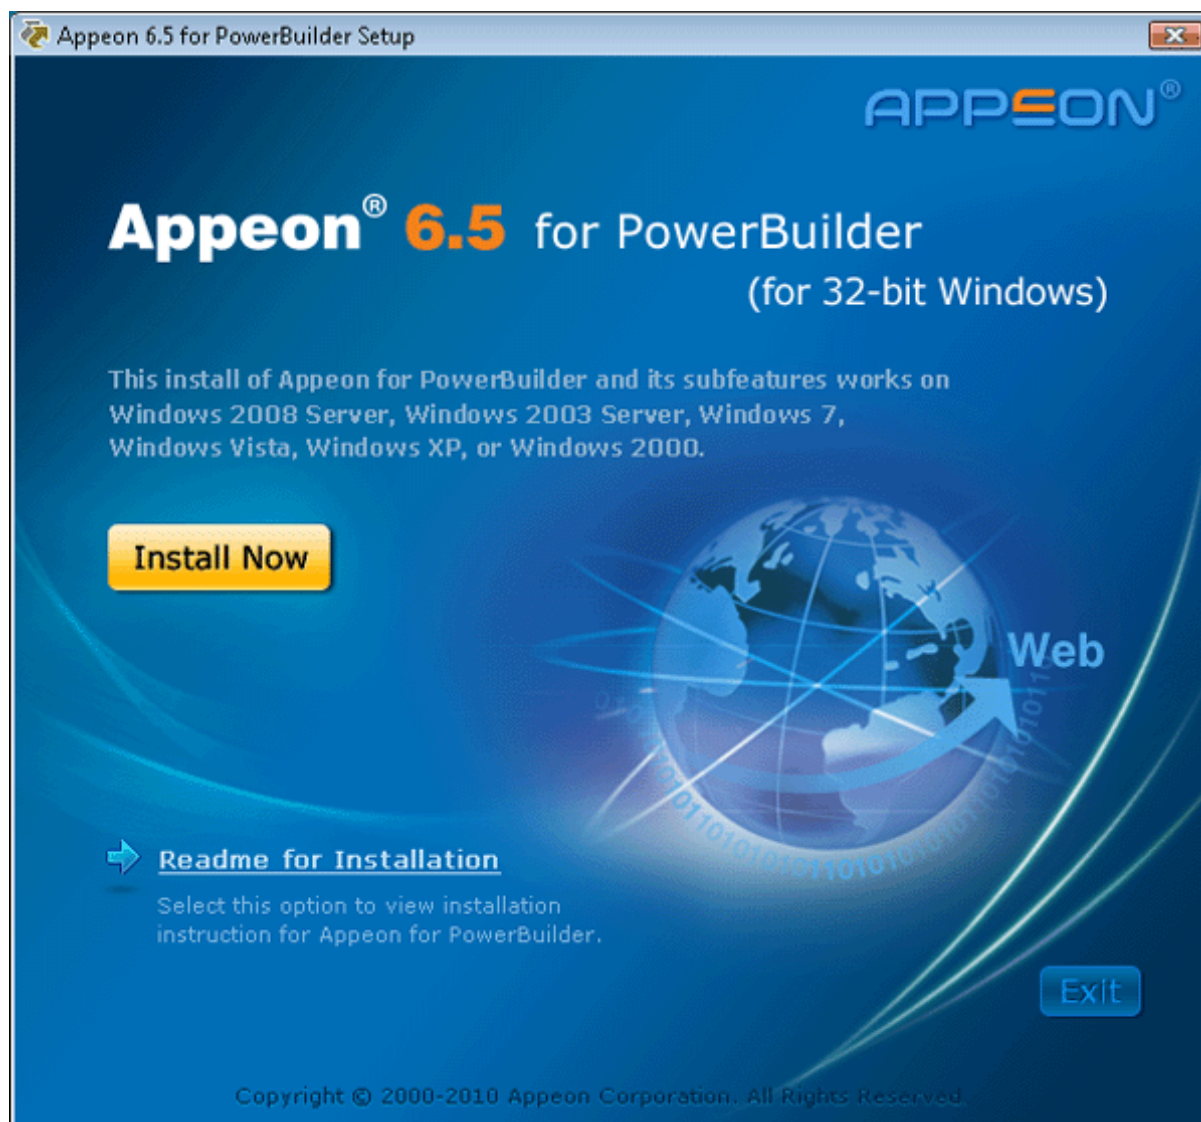 Appeon 6.5 for PowerBuilder Setup
APPEON®
Appeon® 6.5 for PowerBuilder
(for 32-bit Windows)
This install of Appeon for PowerBuilder and its subfeatures works on
Windows 2008 Server, Windows 2003 Server, Windows 7,
Windows Vista, Windows XP, or Windows 2000.
Install Now
Web
Readme for Installation
Select this option to view installation
instruction for Appeon for PowerBuilder.
Exit
Copyright © 2000-2010 Appeon Corporation. All Rights Reserved.